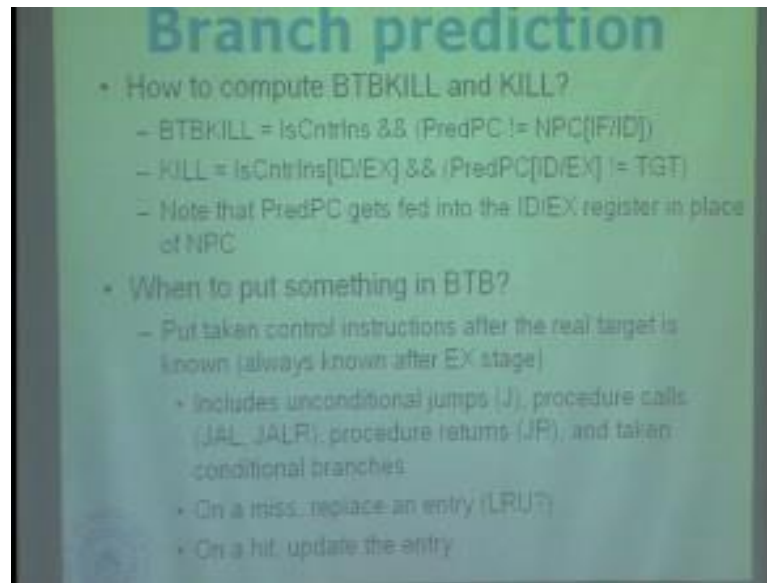 Branch prediction
• How to compute BTBKILL and KILL?
– BTBKILL = IsCntrlIns && (PredPC != NPC[IF/ID])
– KILL = IsCntrlIns[ID/EX] && (PredPC[ID/EX] != TGT)
– Note that PredPC gets fed into the ID/EX register in place
of NPC
• When to put something in BTB?
– Put taken control instructions after the real target is
known (always known after EX stage)
• Includes unconditional jumps (J), procedure calls
(JAL, JALR), procedure returns (JR), and taken
conditional branches
• On a miss, replace an entry (LRU?)
• On a hit, update the entry